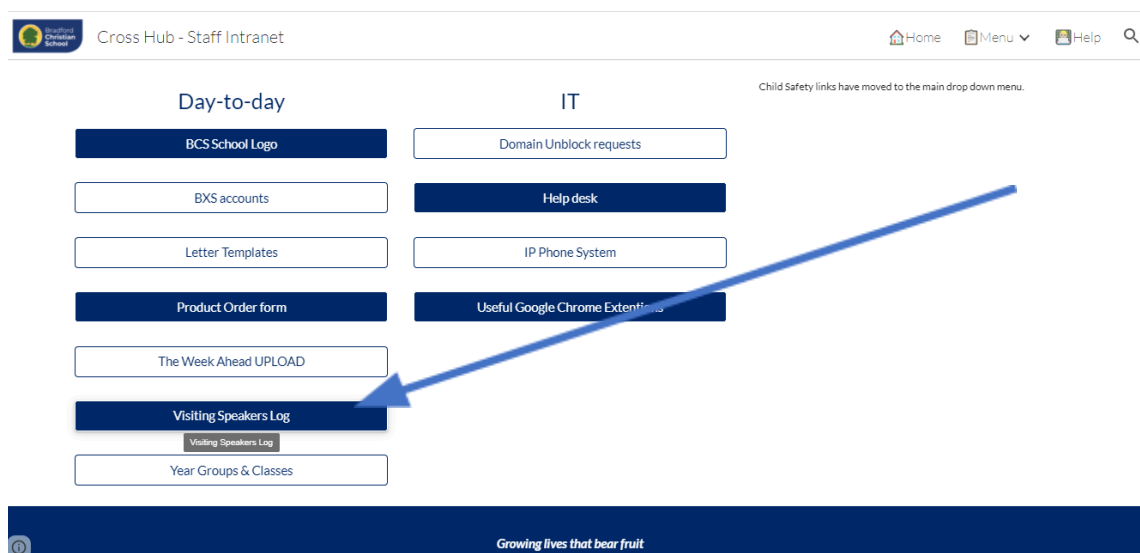 Bradford
Christian
School
Cross Hub - Staff Intranet
Home
Menu
Help
Day-to-day
IT
Child Safety links have moved to the main drop down menu.
BCS School Logo
Domain Unblock requests
BXS accounts
Help desk
Letter Templates
IP Phone System
Product Order form
Useful Google Chrome Extentions
The Week Ahead UPLOAD
Visiting Speakers Log
Visiting Speakers Log
Year Groups & Classes
Growing lives that bear fruit